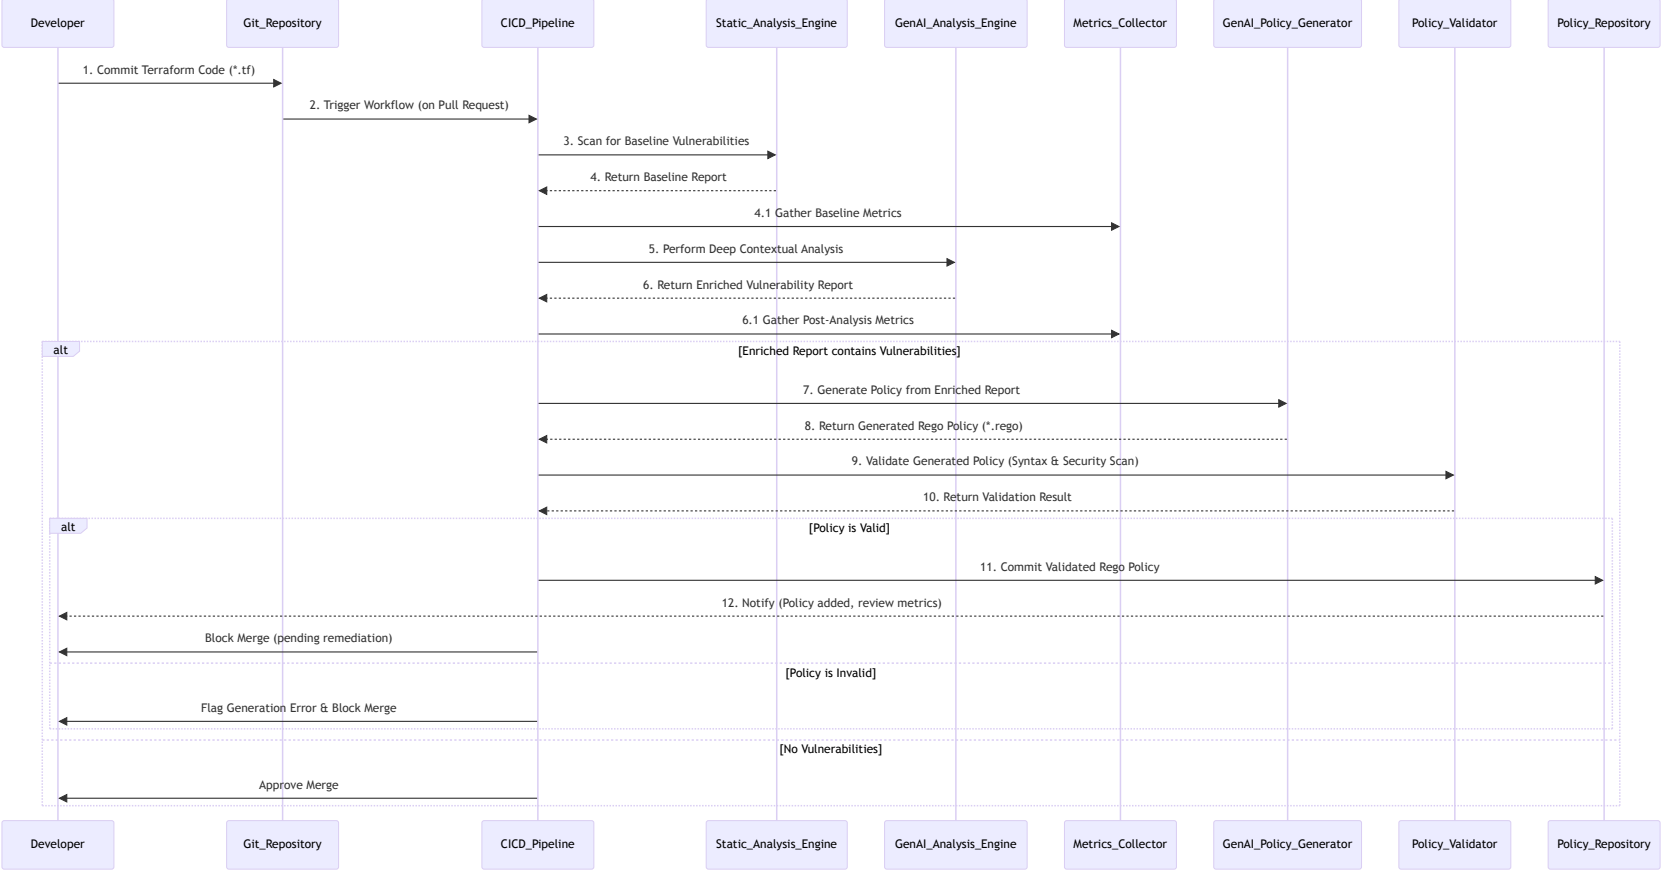 Developer
Git_Repository
CICD_Pipeline
Static_Analysis_Engine
GenAI_Analysis_Engine
Metrics_Collector
GenAI_Policy_Generator
Policy_Validator
Policy_Repository
1. Commit Terraform Code (*.tf)
2. Trigger Workflow (on Pull Request)
3. Scan for Baseline Vulnerabilities
4. Return Baseline Report
4.1 Gather Baseline Metrics
5. Perform Deep Contextual Analysis
6. Return Enriched Vulnerability Report
6.1 Gather Post-Analysis Metrics
alt
[Enriched Report contains Vulnerabilities]
7. Generate Policy from Enriched Report
8. Return Generated Rego Policy (*.rego)
9. Validate Generated Policy (Syntax & Security Scan)
10. Return Validation Result
alt
[Policy is Valid]
11. Commit Validated Rego Policy
12. Notify (Policy added, review metrics)
Block Merge (pending remediation)
[Policy is Invalid]
Flag Generation Error & Block Merge
[No Vulnerabilities]
Approve Merge
Developer
Git_Repository
CICD_Pipeline
Static_Analysis_Engine
GenAI_Analysis_Engine
Metrics_Collector
GenAI_Policy_Generator
Policy_Validator
Policy_Repository